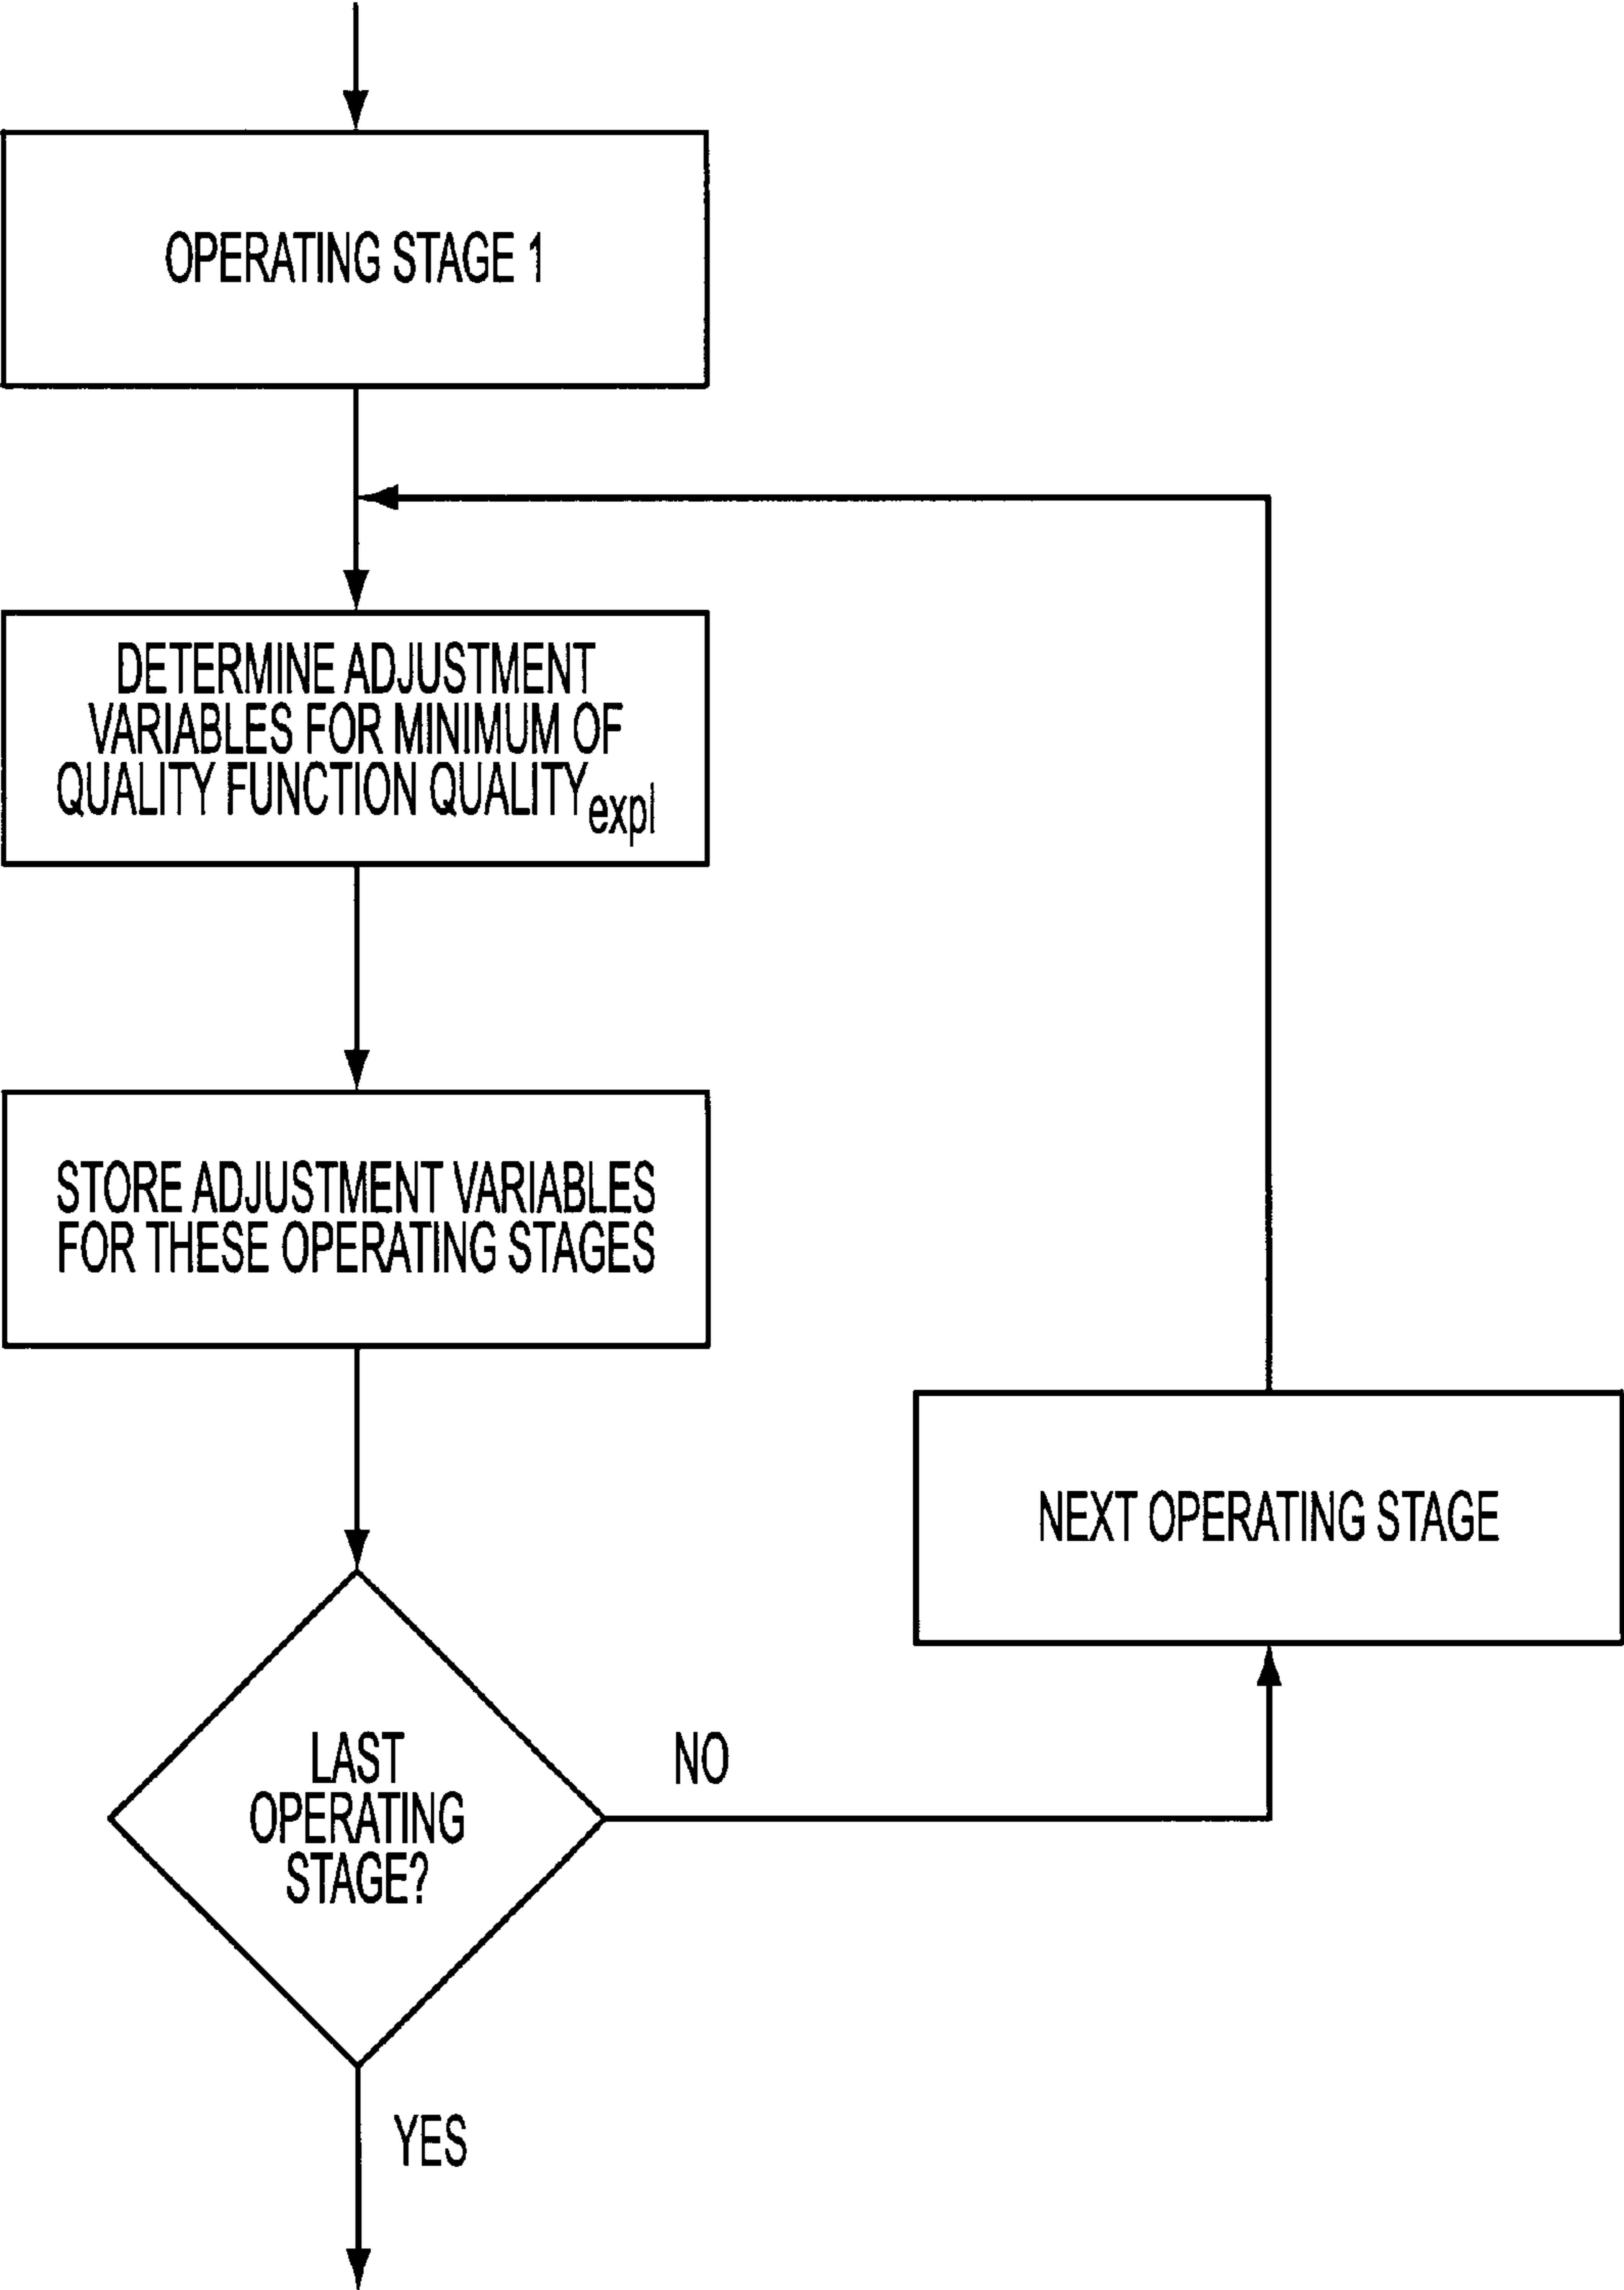 OPERATING STAGE 1
DETERMINE ADJUSTMENT
VARIABLES FOR MINIMUM OF
QUALITY FUNCTION QUALITYexpl
STORE ADJUSTMENT VARIABLES
FOR THESE OPERATING STAGES
NEXT OPERATING STAGE
LAST
OPERATING
STAGE?
NO
YES